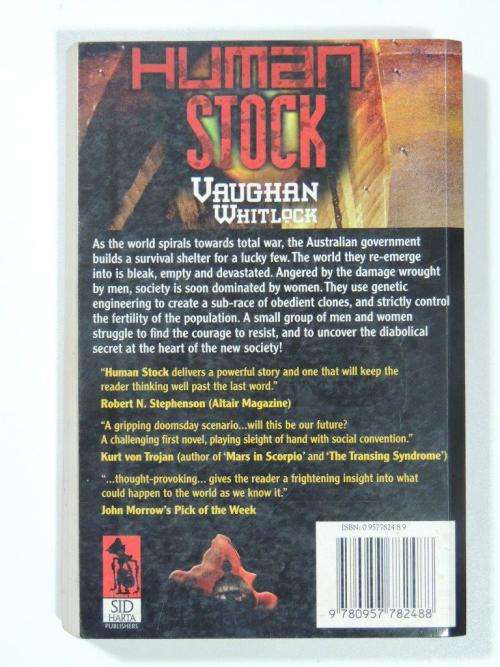 HUMAN
STOCK
VAUGHAN
WHITLOCK
As the world spirals towards total war, the Australian government
builds a survival shelter for a lucky few. The world they re-emerge
into is bleak, empty and devastated. Angered by the damage wrought
by men, society is soon dominated by women. They use genetic
engineering to create a sub-race of obedient clones, and strictly control
the fertility of the population. A small group of men and women
struggle to find the courage to resist, and to uncover the diabolical
secret at the heart of the new society!
“Human Stock delivers a powerful story and one that will keep the
reader thinking well past the last word.”
Robert N. Stephenson (Altair Magazine)
“A gripping doomsday scenario...will this be our future?
A challenging first novel, playing sleight of hand with social convention.”
Kurt von Trojan (author of ‘Mars in Scorpio’ and ‘The Transing Syndrome’)
“...thought-provoking... gives the reader a frightening insight into what
could happen to the world as we know it.”
John Morrow’s Pick of the Week
ISBN: 0 9577824 8 9
9 780957 782488
SID
HARTA
PUBLISHERS